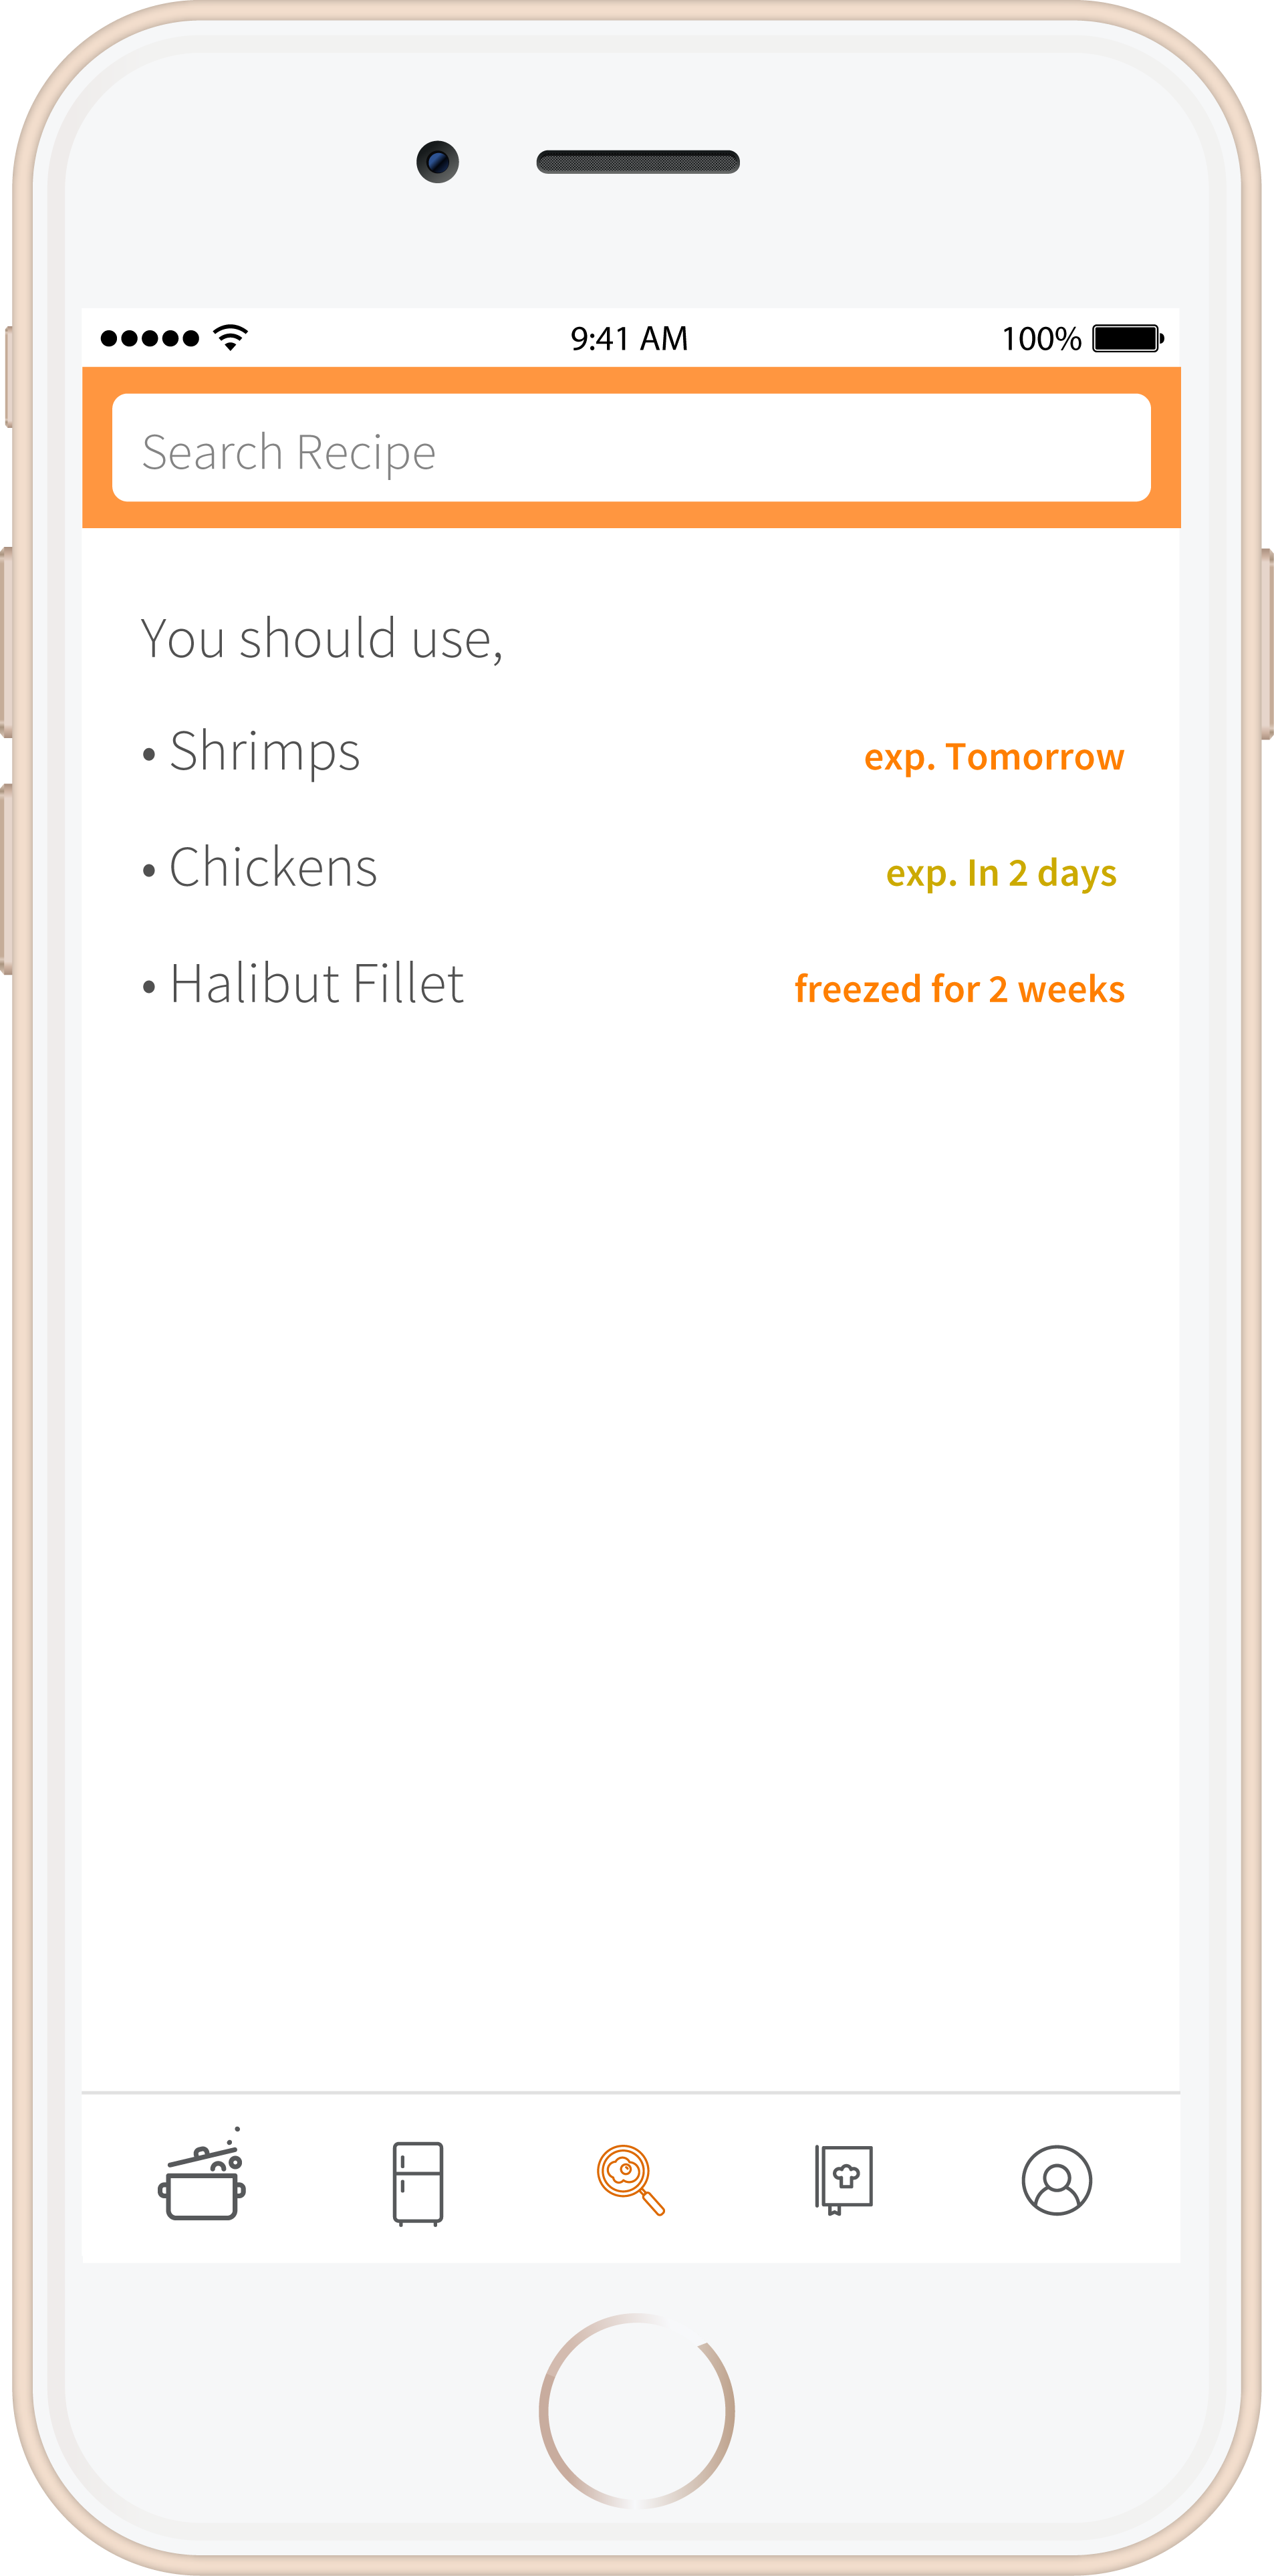 9:41 AM 100%
Search Recipe
You should use,
• Shrimps exp. Tomorrow
• Chickens exp. In 2 days
• Halibut Fillet freezed for 2 weeks